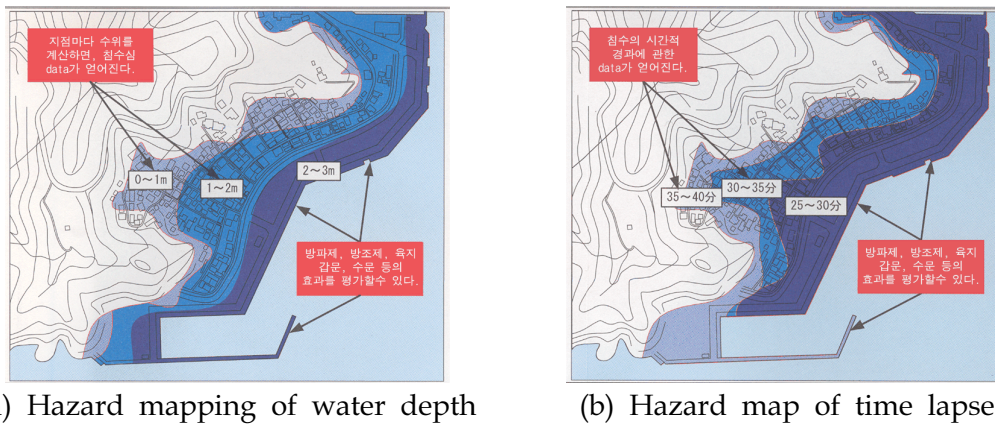 지점마다 수위를
계산하면, 침수심
data가 얻어진다.
0～1m
1～2m
2～3m
방파제, 방조제, 육지
갑문, 수문 등의
효과를 평가할수 있다.
침수의 시간적
경과에 관한
data가 얻어진다.
35～40分
30～35分
25～30分
방파제, 방조제, 육지
갑문, 수문 등의
효과를 평가할수 있다.
) Hazard mapping of water depth
(b) Hazard map of time lapse